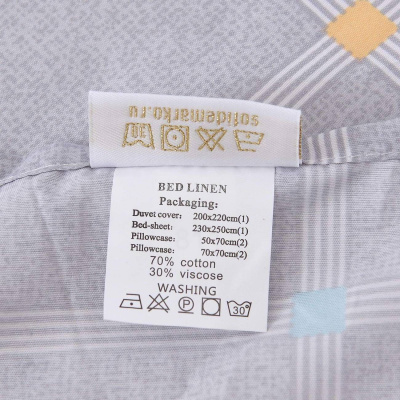 sofidemarko.ru
BED LINEN
Packaging:
Duvet cover: 200x220cm(1)
Bed-sheet: 230x250cm(1)
Pillowcase: 50x70cm(2)
Pillowcase: 70x70cm(2)
70% cotton
30% viscose
WASHING
P 30°